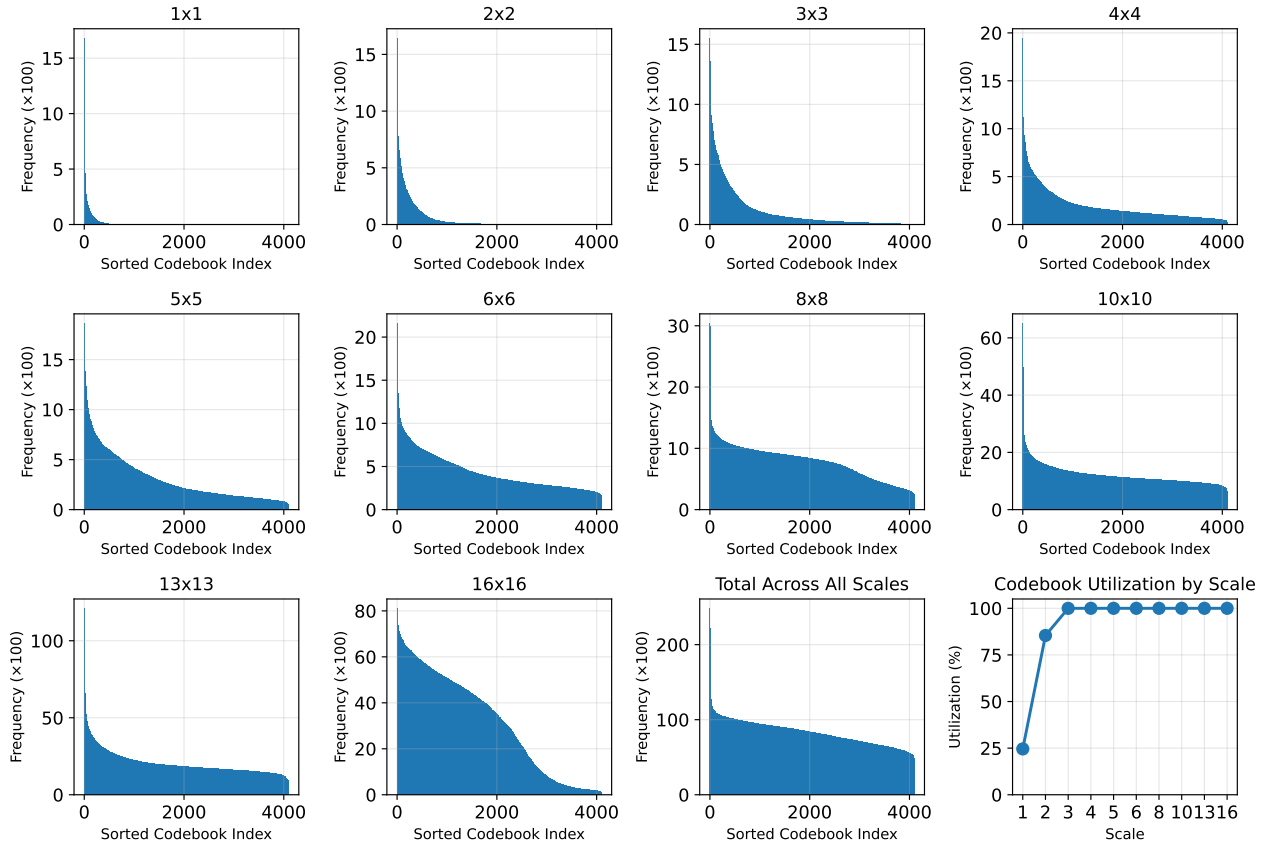 1x1
2x2
3x3
4x4
Frequency (×100)
15
10
5
0
0 2000 4000
Sorted Codebook Index
Frequency (×100)
15
10
5
0
0 2000 4000
Sorted Codebook Index
Frequency (×100)
15
10
5
0
0 2000 4000
Sorted Codebook Index
Frequency (×100)
20
15
10
5
0
0 2000 4000
Sorted Codebook Index
5x5
6x6
8x8
10x10
Frequency (×100)
15
10
5
0
0 2000 4000
Sorted Codebook Index
Frequency (×100)
20
15
10
5
0
0 2000 4000
Sorted Codebook Index
Frequency (×100)
30
20
10
0
0 2000 4000
Sorted Codebook Index
Frequency (×100)
60
40
20
0
0 2000 4000
Sorted Codebook Index
13x13
16x16
Total Across All Scales
Codebook Utilization by Scale
Frequency (×100)
100
50
0
0 2000 4000
Sorted Codebook Index
Frequency (×100)
80
60
40
20
0
0 2000 4000
Sorted Codebook Index
Frequency (×100)
200
100
0
0 2000 4000
Sorted Codebook Index
Utilization (%)
100
75
50
25
0
1 2 3 4 5 6 8 10 13 16
Scale